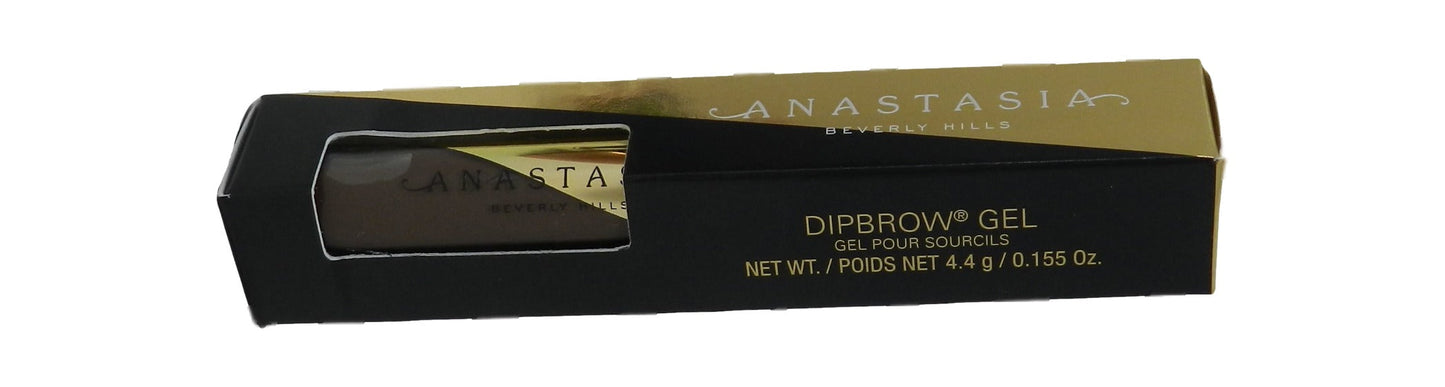 ANASTASIA
BEVERLY HILLS
ANASTAS
BEVERLY HILLS
DIPBROW® GEL
GEL POUR SOURCILS
NET WT. / POIDS NET 4.4 g / 0.155 Oz.